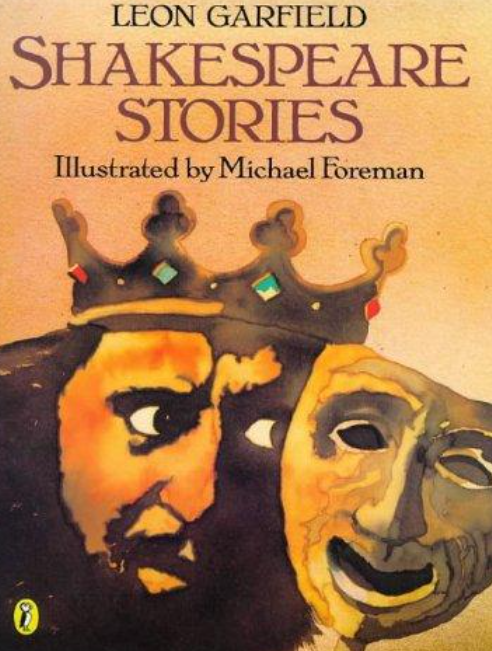 LEON GARFIELD
SHAKESPEARE
STORIES
Illustrated by Michael Foreman